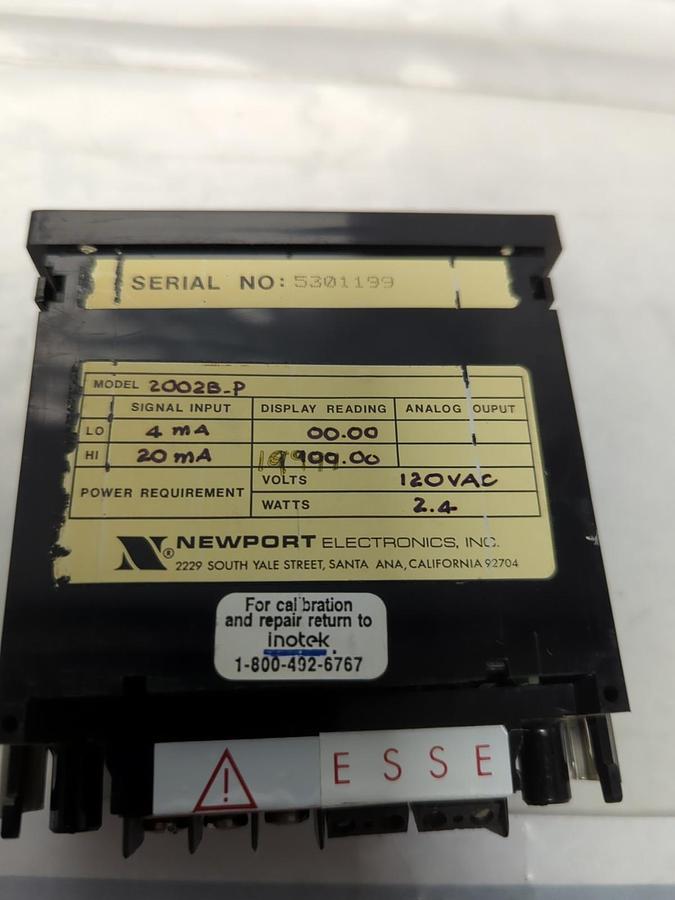 SERIAL NO: 5301199
MODEL 2002B-P
SIGNAL INPUT DISPLAY READING ANALOG OUPUT
LO 4 mA 00.00
HI 20 mA
POWER REQUIREMENT VOLTS 120VAC
WATTS 2.4
N® NEWPORT ELECTRONICS, INC.
2229 SOUTH YALE STREET, SANTA ANA, CALIFORNIA 92704
For calibration
and repair return to
inotek
1-800-492-6767
! ESSE